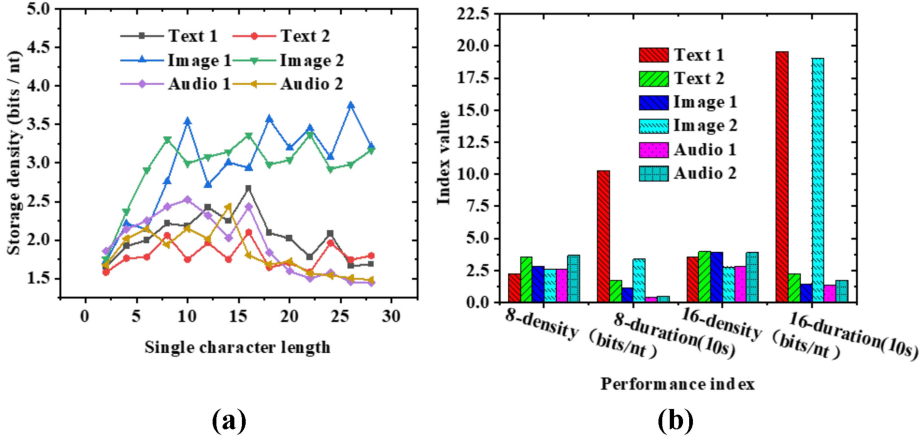 (a)
5.0
4.5
4.0
3.5
3.0
2.5
2.0
1.5
Storage density (bits / nt)
Text 1 Text 2
Image 1 Image 2
Audio 1 Audio 2
0 5 10 15 20 25 30
Single character length
(a)
(b)
22.5
20.0
17.5
15.0
12.5
10.0
7.5
5.0
2.5
0.0
Index value
Text 1
Text 2
Image 1
Image 2
Audio 1
Audio 2
8-density（bits/nt）
8-duration(10s)
16-density（bits/nt）
16-duration(10s)
Performance index
(b)